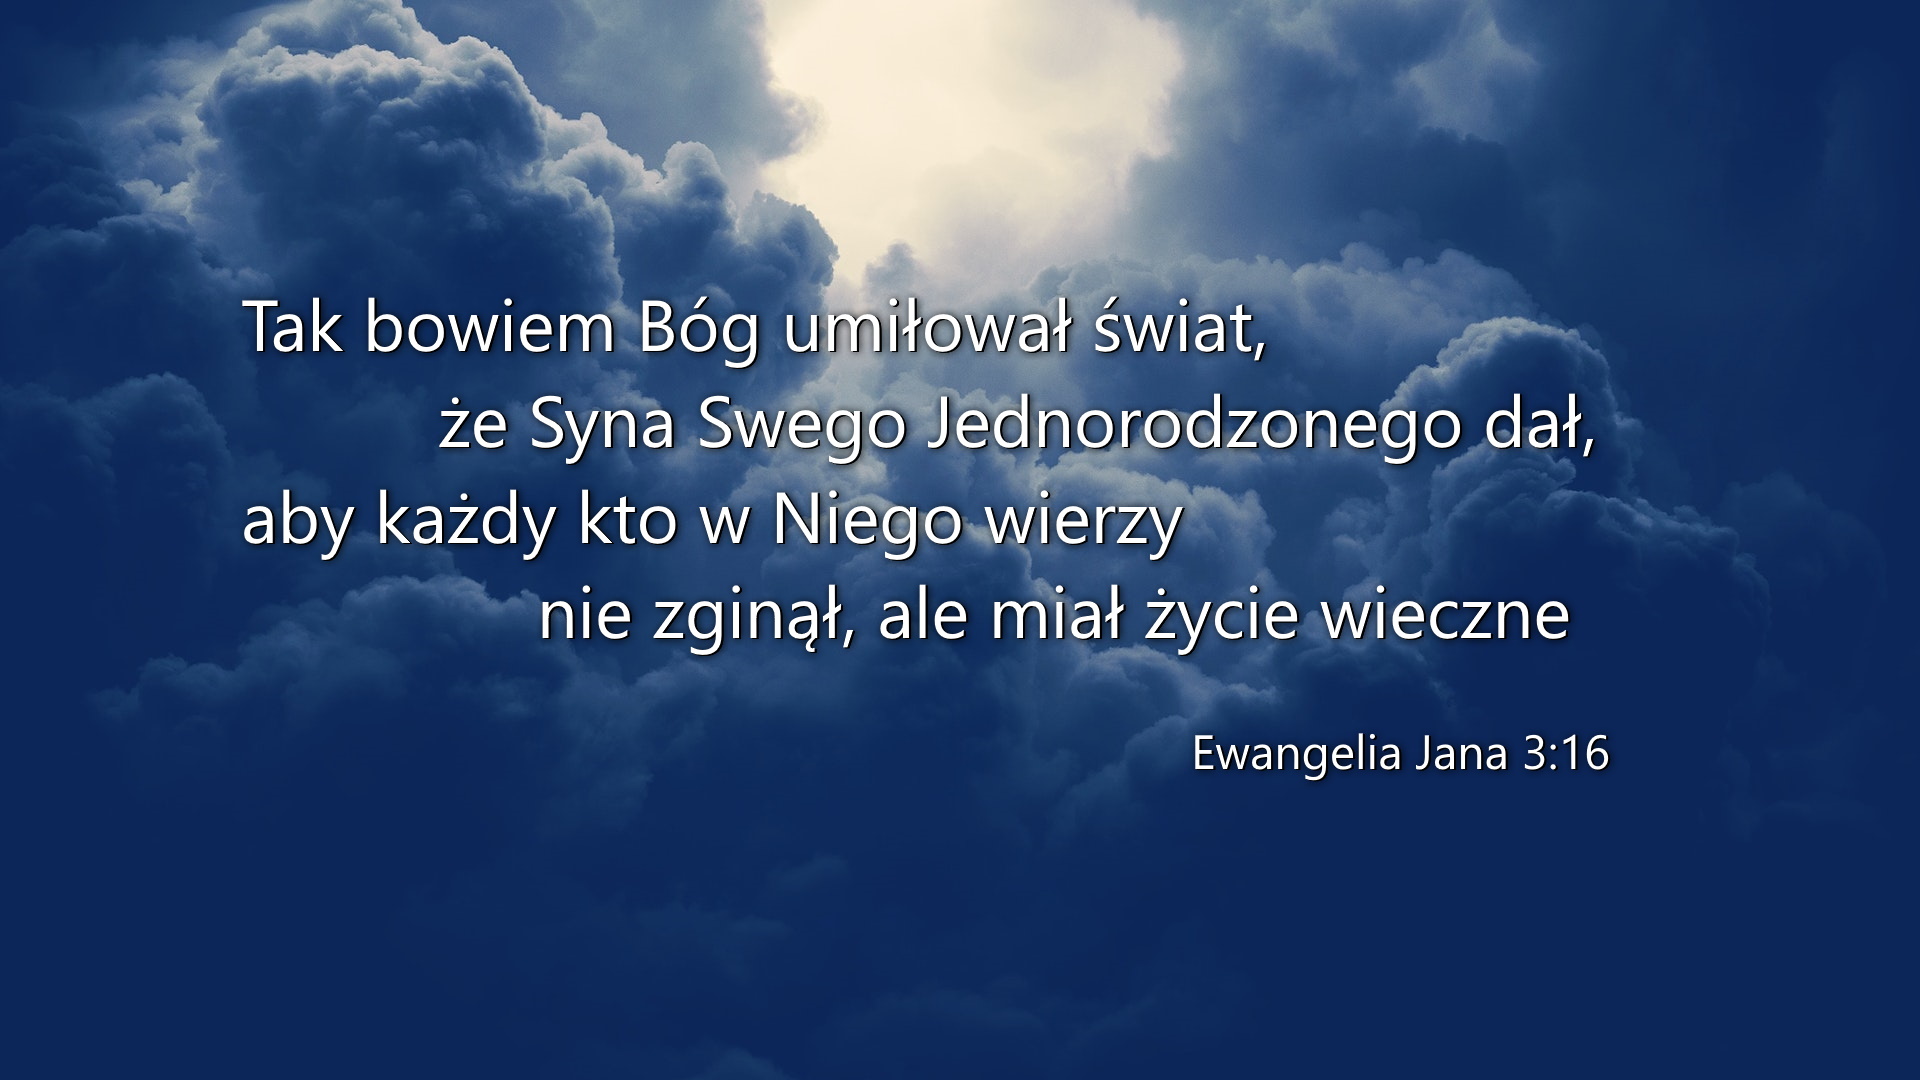 Tak bowiem Bóg umiłował świat,
że Syna Swego Jednorodzonego dał,
aby każdy kto w Niego wierzy
nie zginął, ale miał życie wieczne
Ewangelia Jana 3:16